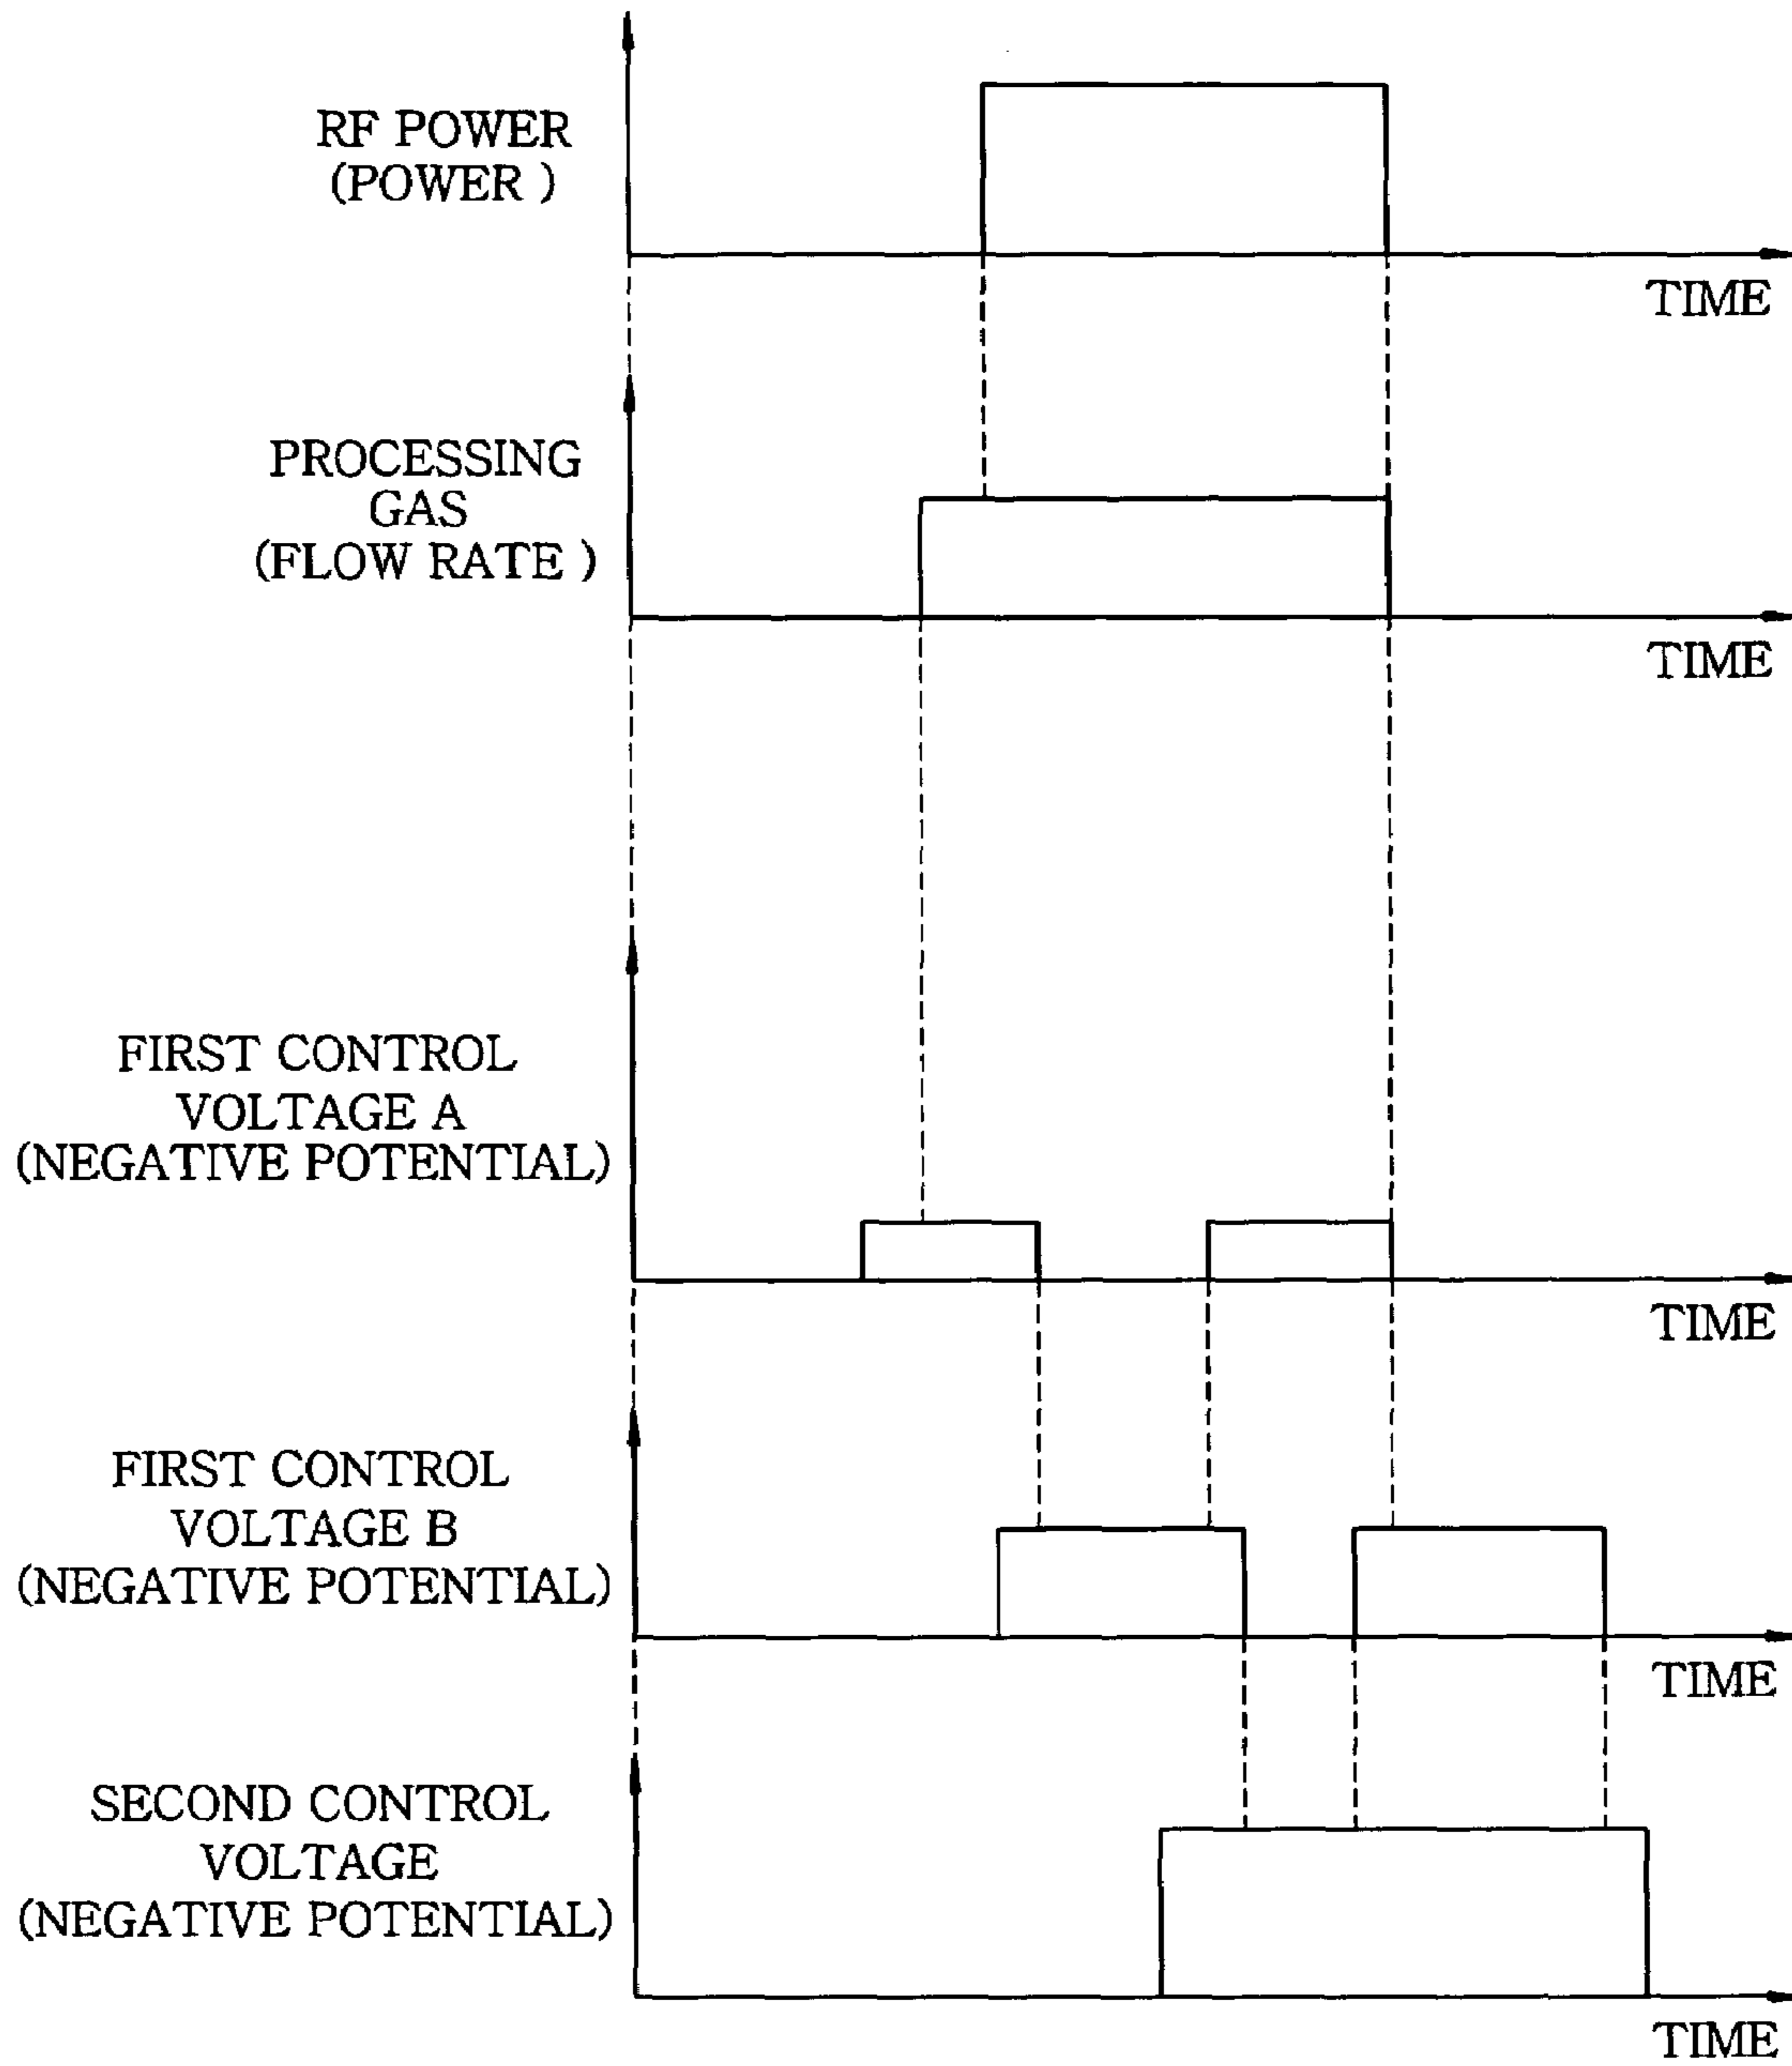 RF POWER
(POWER )
TIME
PROCESSING
GAS
(FLOW RATE )
TIME
FIRST CONTROL
VOLTAGE A
(NEGATIVE POTENTIAL)
TIME
FIRST CONTROL
VOLTAGE B
(NEGATIVE POTENTIAL)
TIME
SECOND CONTROL
VOLTAGE
(NEGATIVE POTENTIAL)
TIME